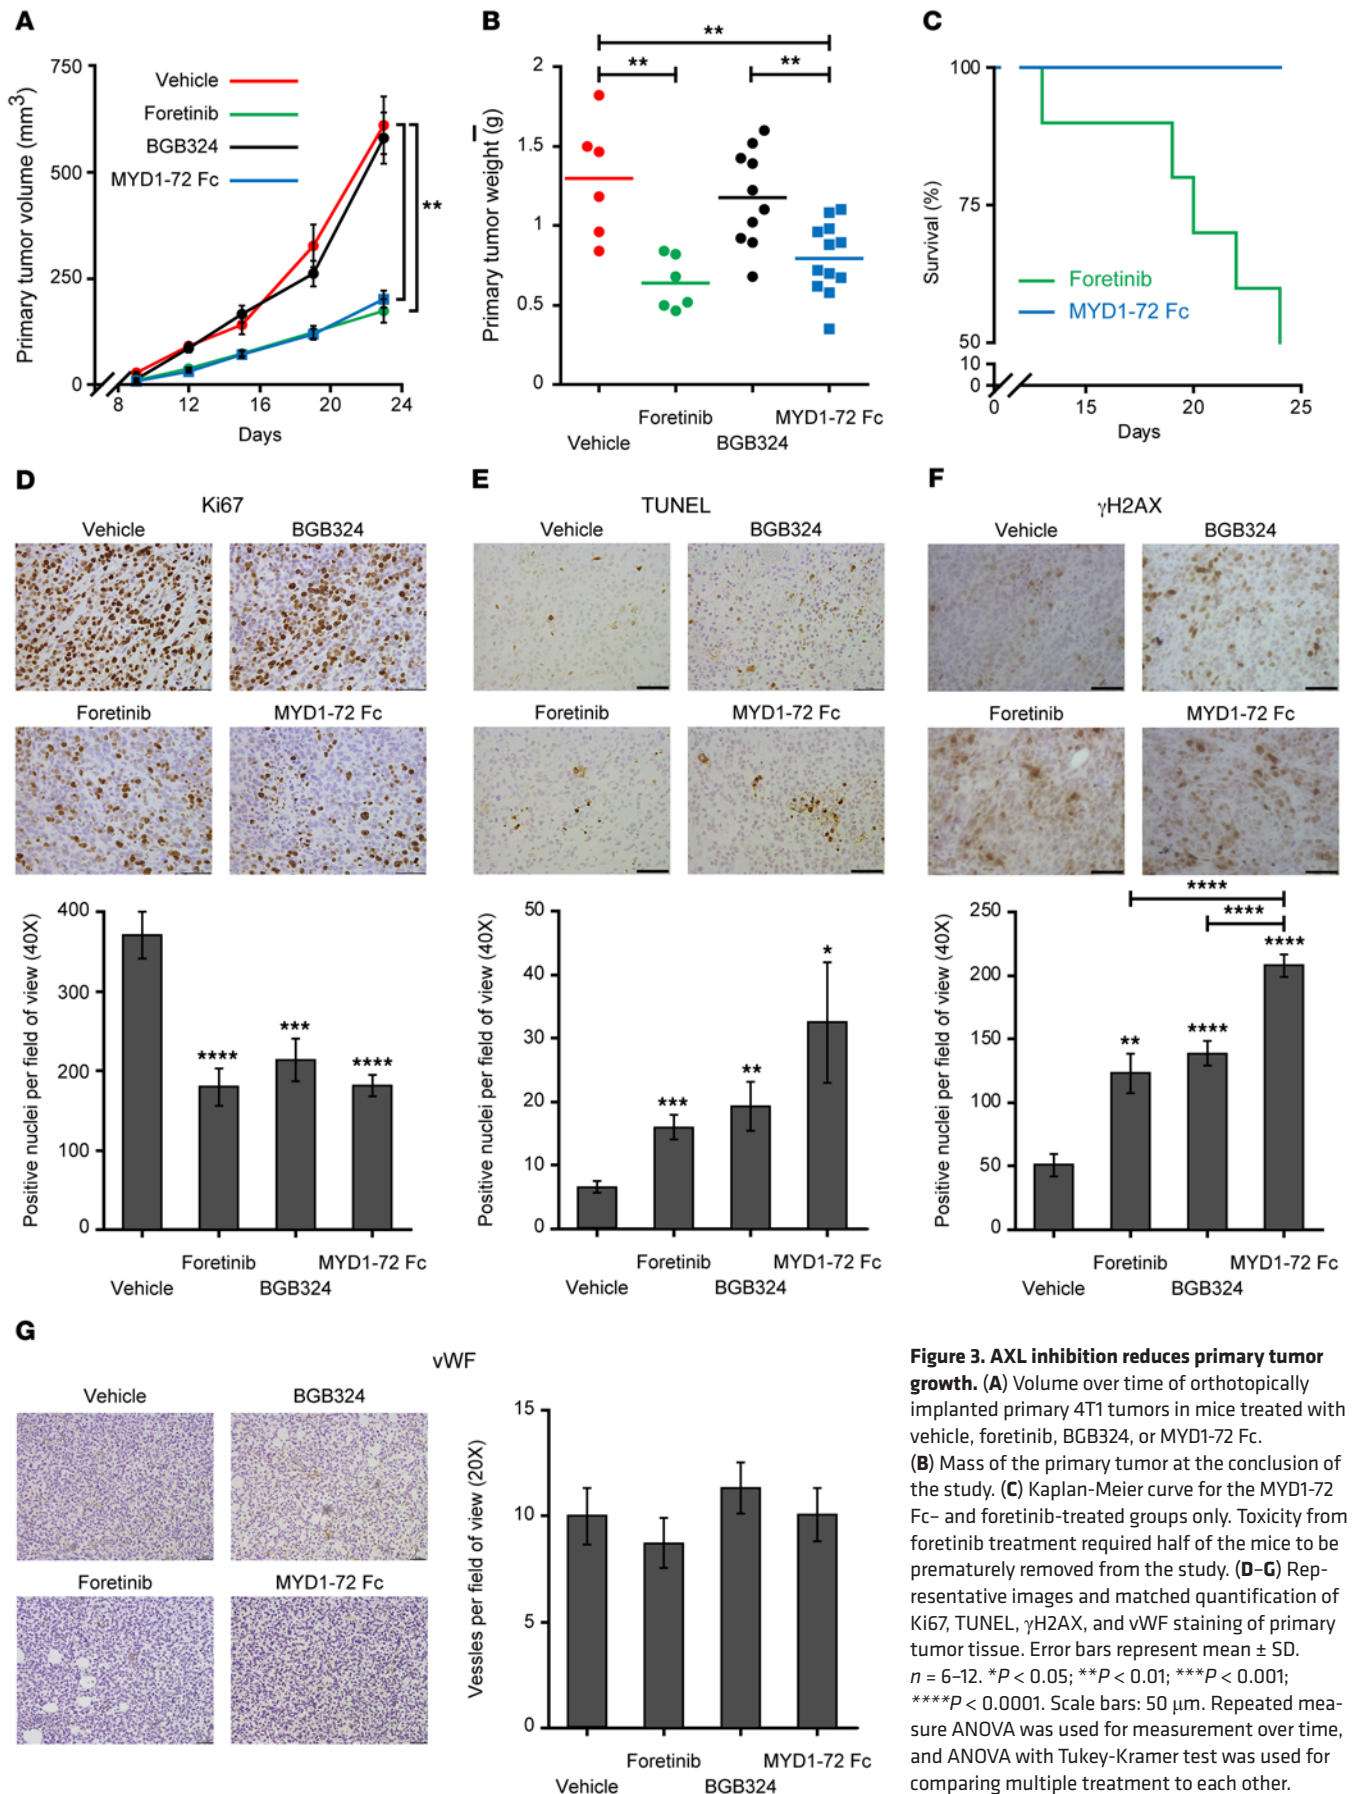 A
750
500
250
0
Primary tumor volume (mm3)
Vehicle
Foretinib
BGB324
MYD1-72 Fc
**
8
12
16
20
24
Days
B
**
**
**
2
1.5
1
0.5
0
Primary tumor weight (g)
Foretinib
MYD1-72 Fc
Vehicle
BGB324
C
100
75
50
10
0
Survival (%)
Foretinib
MYD1-72 Fc
0
15
20
25
Days
D
Ki67
Vehicle
BGB324
Foretinib
MYD1-72 Fc
400
300
200
100
0
Positive nuclei per field of view (40X)
****
***
****
Foretinib
MYD1-72 Fc
Vehicle
BGB324
E
TUNEL
Vehicle
BGB324
Foretinib
MYD1-72 Fc
50
40
30
20
10
0
Positive nuclei per field of view (40X)
***
**
*
Foretinib
MYD1-72 Fc
Vehicle
BGB324
F
γH2AX
Vehicle
BGB324
Foretinib
MYD1-72 Fc
****
****
250
200
150
100
50
0
Positive nuclei per field of view (40X)
**
****
****
Foretinib
MYD1-72 Fc
Vehicle
BGB324
G
vWF
Vehicle
BGB324
Foretinib
MYD1-72 Fc
15
10
5
0
Vessles per field of view (20X)
Foretinib
MYD1-72 Fc
Vehicle
BGB324
Figure 3. AXL inhibition reduces primary tumor
growth. (A) Volume over time of orthotopically
implanted primary 4T1 tumors in mice treated with
vehicle, foretinib, BGB324, or MYD1-72 Fc.
(B) Mass of the primary tumor at the conclusion of
the study. (C) Kaplan-Meier curve for the MYD1-72
Fc– and foretinib-treated groups only. Toxicity from
foretinib treatment required half of the mice to be
prematurely removed from the study. (D–G) Rep-
resentative images and matched quantification of
Ki67, TUNEL, γH2AX, and vWF staining of primary
tumor tissue. Error bars represent mean ± SD.
n = 6–12. *P < 0.05; **P < 0.01; ***P < 0.001;
****P < 0.0001. Scale bars: 50 μm. Repeated mea-
sure ANOVA was used for measurement over time,
and ANOVA with Tukey-Kramer test was used for
comparing multiple treatment to each other.